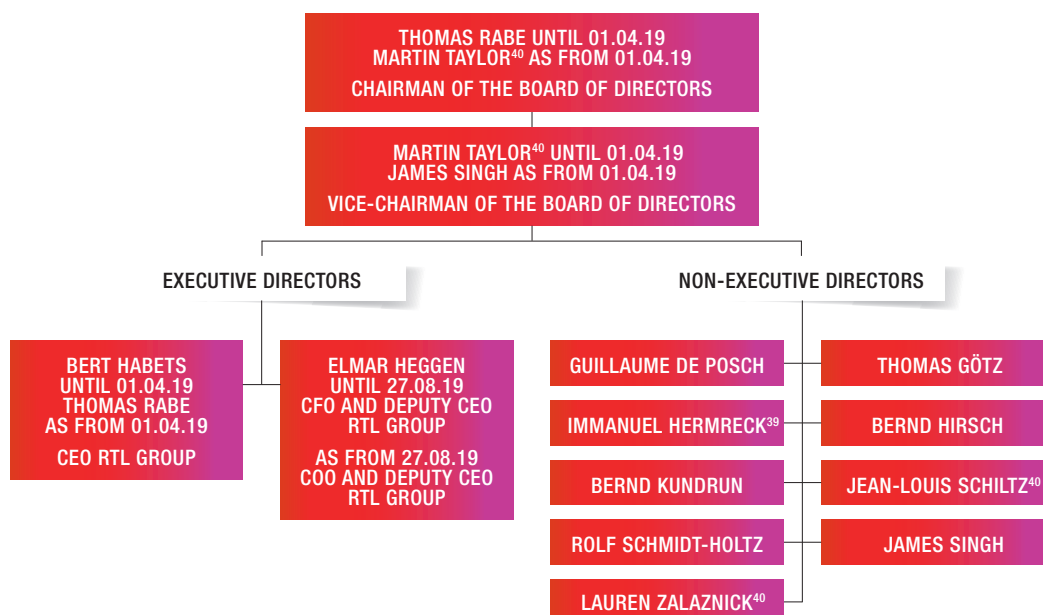 THOMAS RABE UNTIL 01.04.19
MARTIN TAYLOR⁴⁰ AS FROM 01.04.19
CHAIRMAN OF THE BOARD OF DIRECTORS
MARTIN TAYLOR⁴⁰ UNTIL 01.04.19
JAMES SINGH AS FROM 01.04.19
VICE-CHAIRMAN OF THE BOARD OF DIRECTORS
EXECUTIVE DIRECTORS
BERT HABETS
UNTIL 01.04.19
THOMAS RABE
AS FROM 01.04.19
CEO RTL GROUP
ELMAR HEGGEN
UNTIL 27.08.19
CFO AND DEPUTY CEO
RTL GROUP
AS FROM 27.08.19
COO AND DEPUTY CEO
RTL GROUP
NON-EXECUTIVE DIRECTORS
GUILLAUME DE POSCH
THOMAS GÖTZ
IMMANUEL HERMRECK³⁹
BERND HIRSCH
BERND KUNDRUN
JEAN-LOUIS SCHILTZ⁴⁰
ROLF SCHMIDT-HOLTZ
JAMES SINGH
LAUREN ZALAZNICK⁴⁰